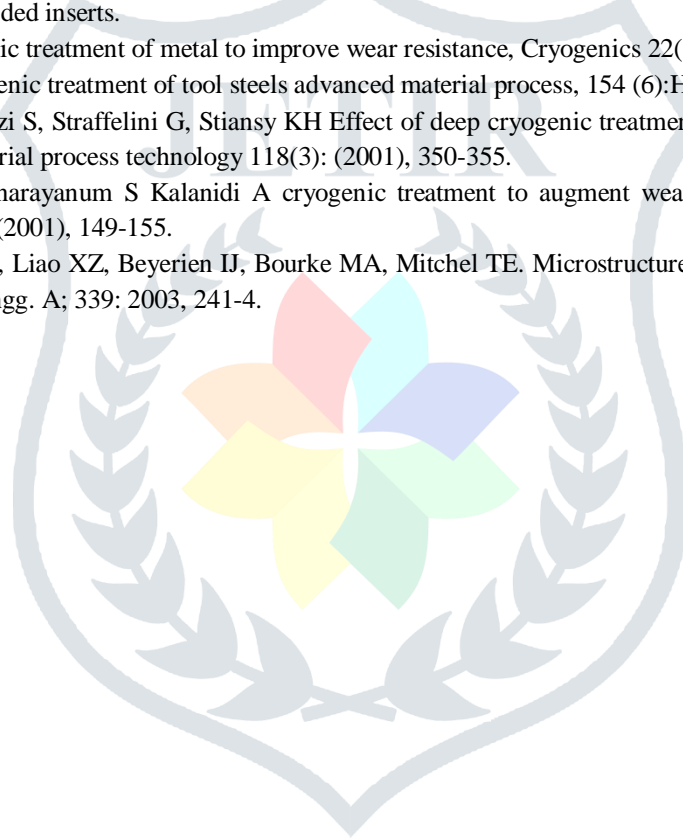 ded inserts.
ic treatment of metal to improve wear resistance, Cryogenics 22(
enic treatment of tool steels advanced material process, 154 (6):H
zi S, Straffelini G, Stiansy KH Effect of deep cryogenic treatmen
rial process technology 118(3): (2001), 350-355.
narayanum S Kalanidi A cryogenic treatment to augment wea
(2001), 149-155.
, Liao XZ, Beyerien IJ, Bourke MA, Mitchel TE. Microstructure
ngg. A; 339: 2003, 241-4.
JETIR